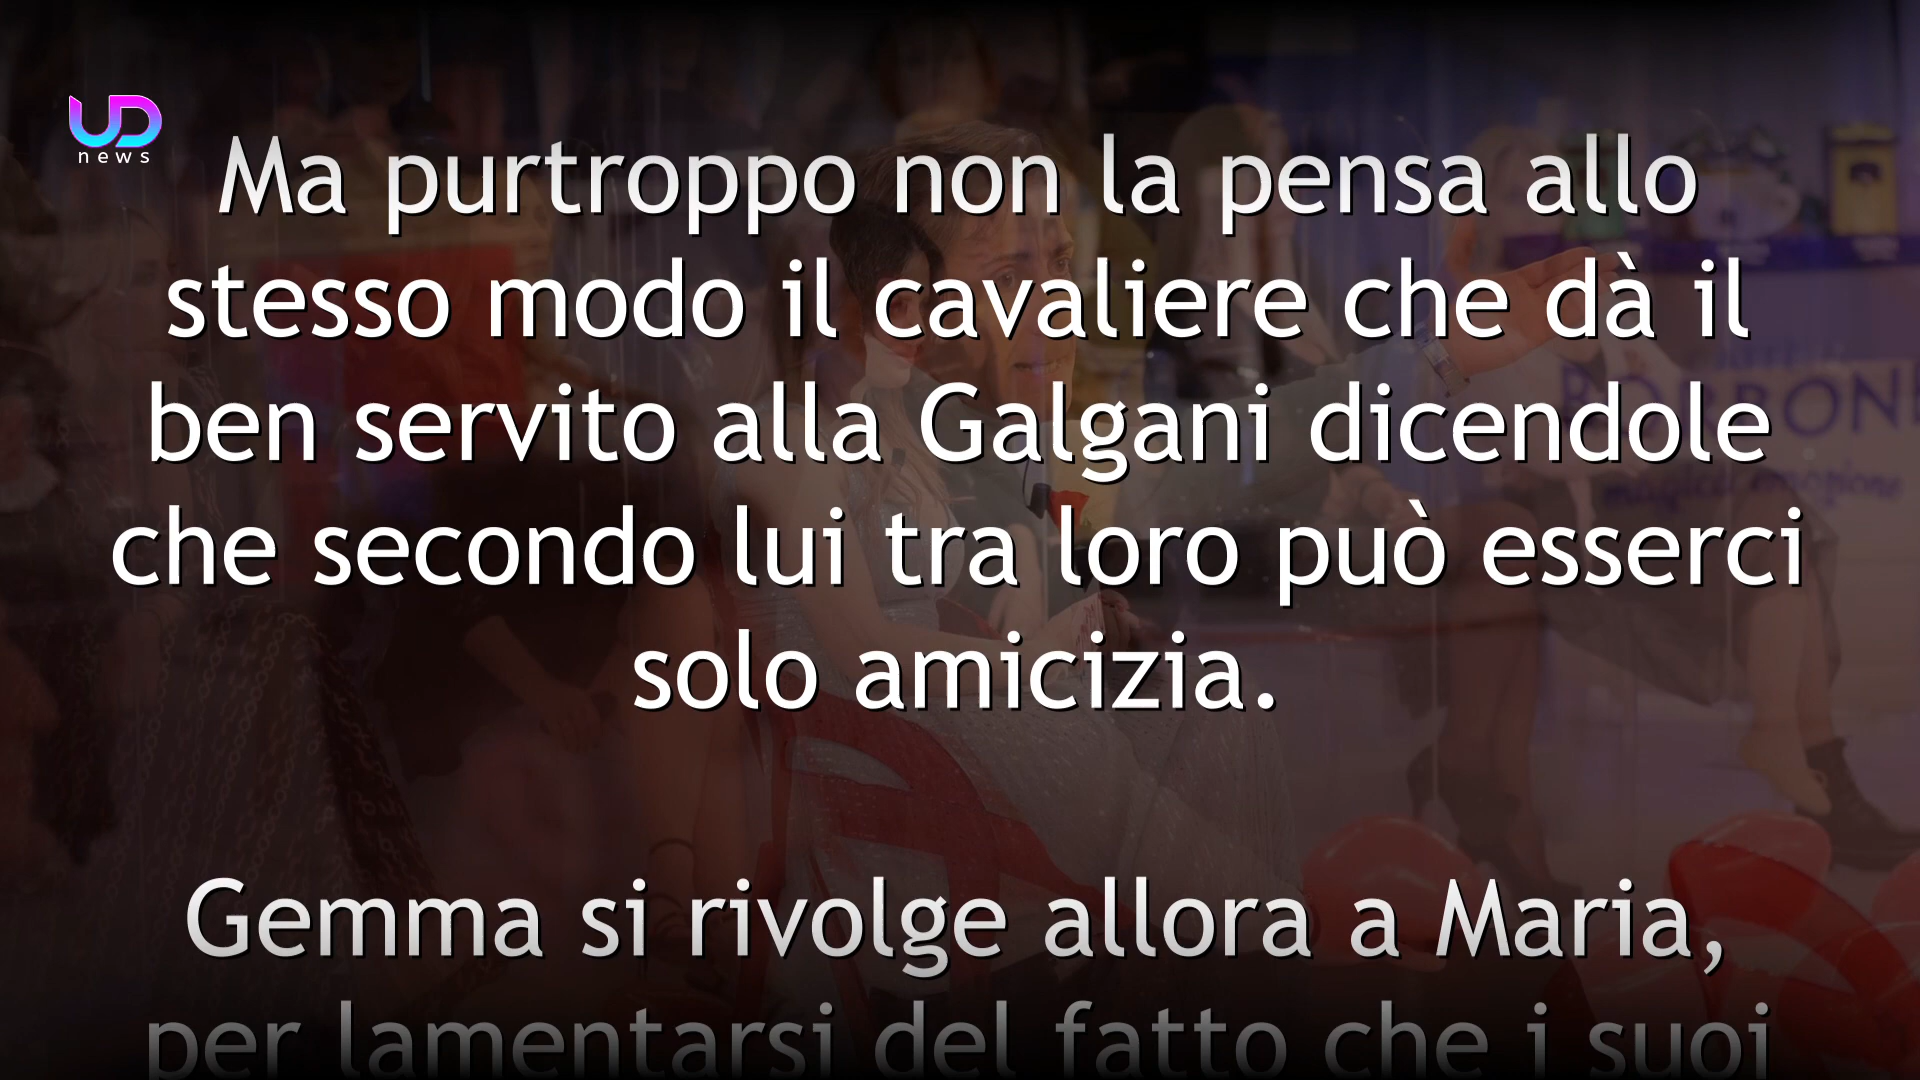 UD
news
Ma purtroppo non la pensa allo
stesso modo il cavaliere che dà il
ben servito alla Galgani dicendole
che secondo lui tra loro può esserci
solo amicizia.
Gemma si rivolge allora a Maria,
per lamentarsi del fatto che i suoi
magica emozione